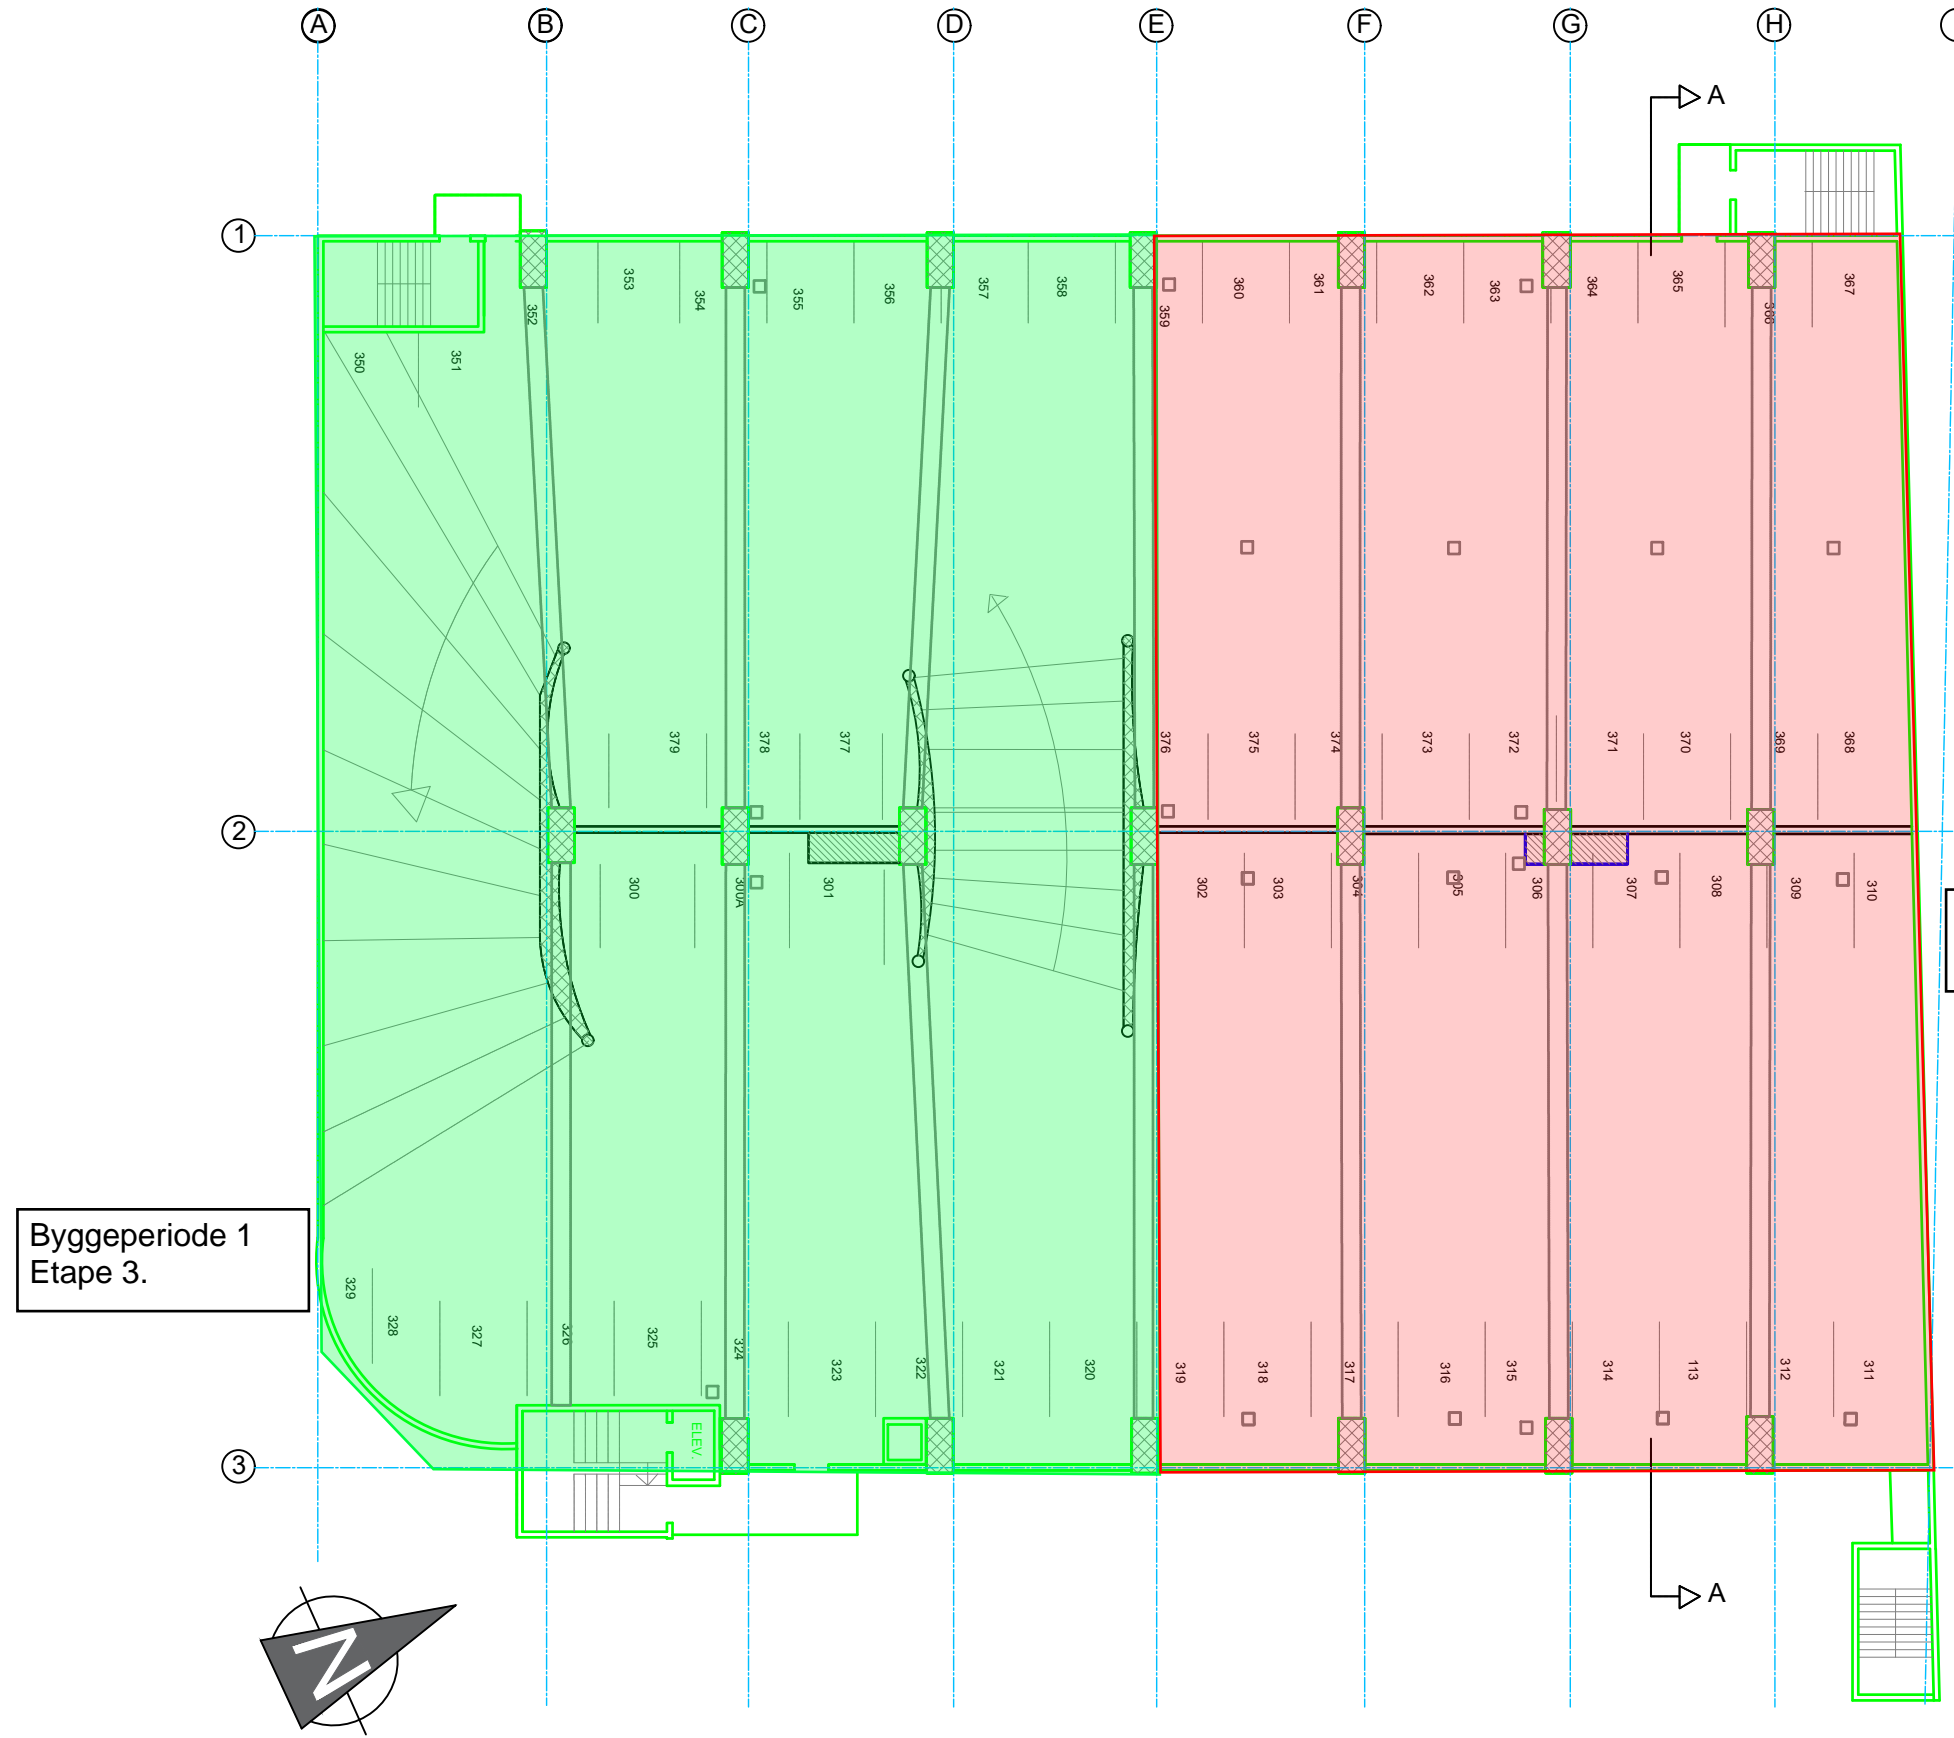 A B C D E F G H
A
1
353 354 355 356 357 358 360 361 362 363 364 365 367
352 359 366
350 351
379 378 377 376 375 374 373 372 371 370 369 368
2
300 300A 301 302 303 304 305 306 307 308 309 310
Byggeperiode 1
Etape 3.
329 328 327 326 325 324 323 322 321 320 319 318 317 316 315 314 113 312 311
ELEV.
3
A
N